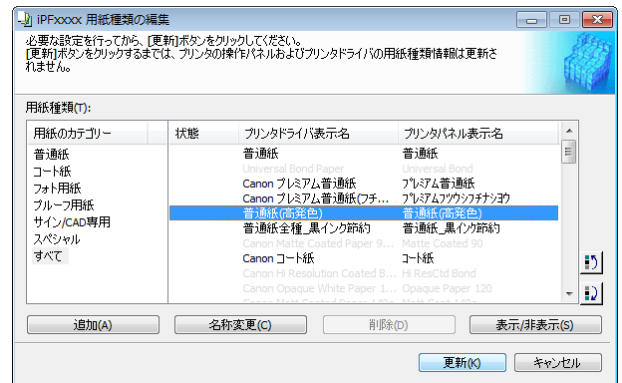 iPFxxxx 用紙種類の編集
必要な設定を行ってから、[更新]ボタンをクリックしてください。
[更新]ボタンをクリックするまでは、プリンタの操作パネルおよびプリンタドライバの用紙種類情報は更新さ
れません。
用紙種類(T):
用紙のカテゴリー 状態 プリンタドライバ表示名 プリンタパネル表示名
普通紙
コート紙
フォト用紙
プルーフ用紙
サイン/CAD専用
スペシャル
すべて
普通紙 普通紙
Universal Bond Paper Universal Bond
Canon プレミアム普通紙 プレミアム普通紙
Canon プレミアム普通紙(フチ... プレミアムフツウシフチナシヨウ
普通紙(高発色) 普通紙(高発色)
普通紙全種_黒インク節約 普通紙_黒インク節約
Canon Matte Coated Paper 9... Matte Coated 90
Canon コート紙 コート紙
Canon Hi Resolution Coated B... Hi ResCtd Bond
Canon Opaque White Paper 1... Opaque Paper 120
追加(A) 名称変更(C) 削除(D) 表示/非表示(S)
更新(K) キャンセル